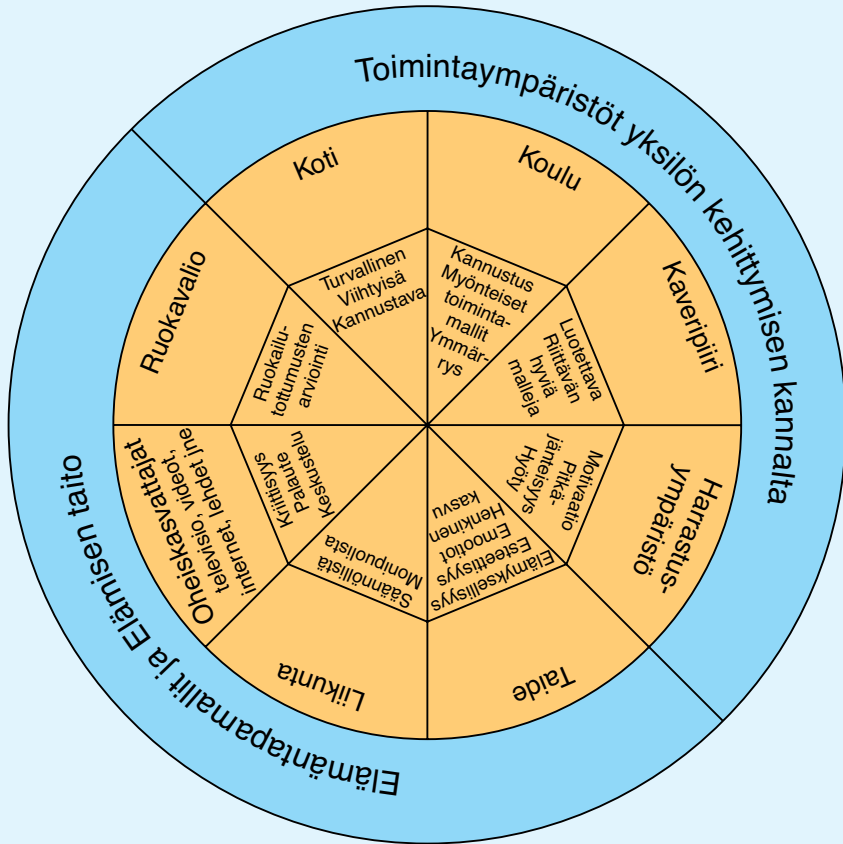 Toimintaympäristöt yksilön kehittymisen kannalta
Koti
Turvallinen
Viihtyisä
Kannustava
Koulu
Kannustus
Myönteiset
toiminta-
mallit
Ymmär-
rys
Kaveripiiri
Luotettava
Riittävän
hyviä
malleja
Harrastus-
ympäristö
Motivaatio
Pitkä-
jänteisyys
Hyöty
Elämäntapamallit ja Elämisen taito
Taide
Elämyksellisyys
Esteettisyys
Emootiot
Henkinen
kasvu
Liikunta
Säännöllistä
Monipuolista
Oheiskasvattajat
televisio, videot,
internet, lehdet jne
Kriittisyys
Palaute
Keskustelu
Ruokavalio
Ruokailu-
tottumusten
arviointi